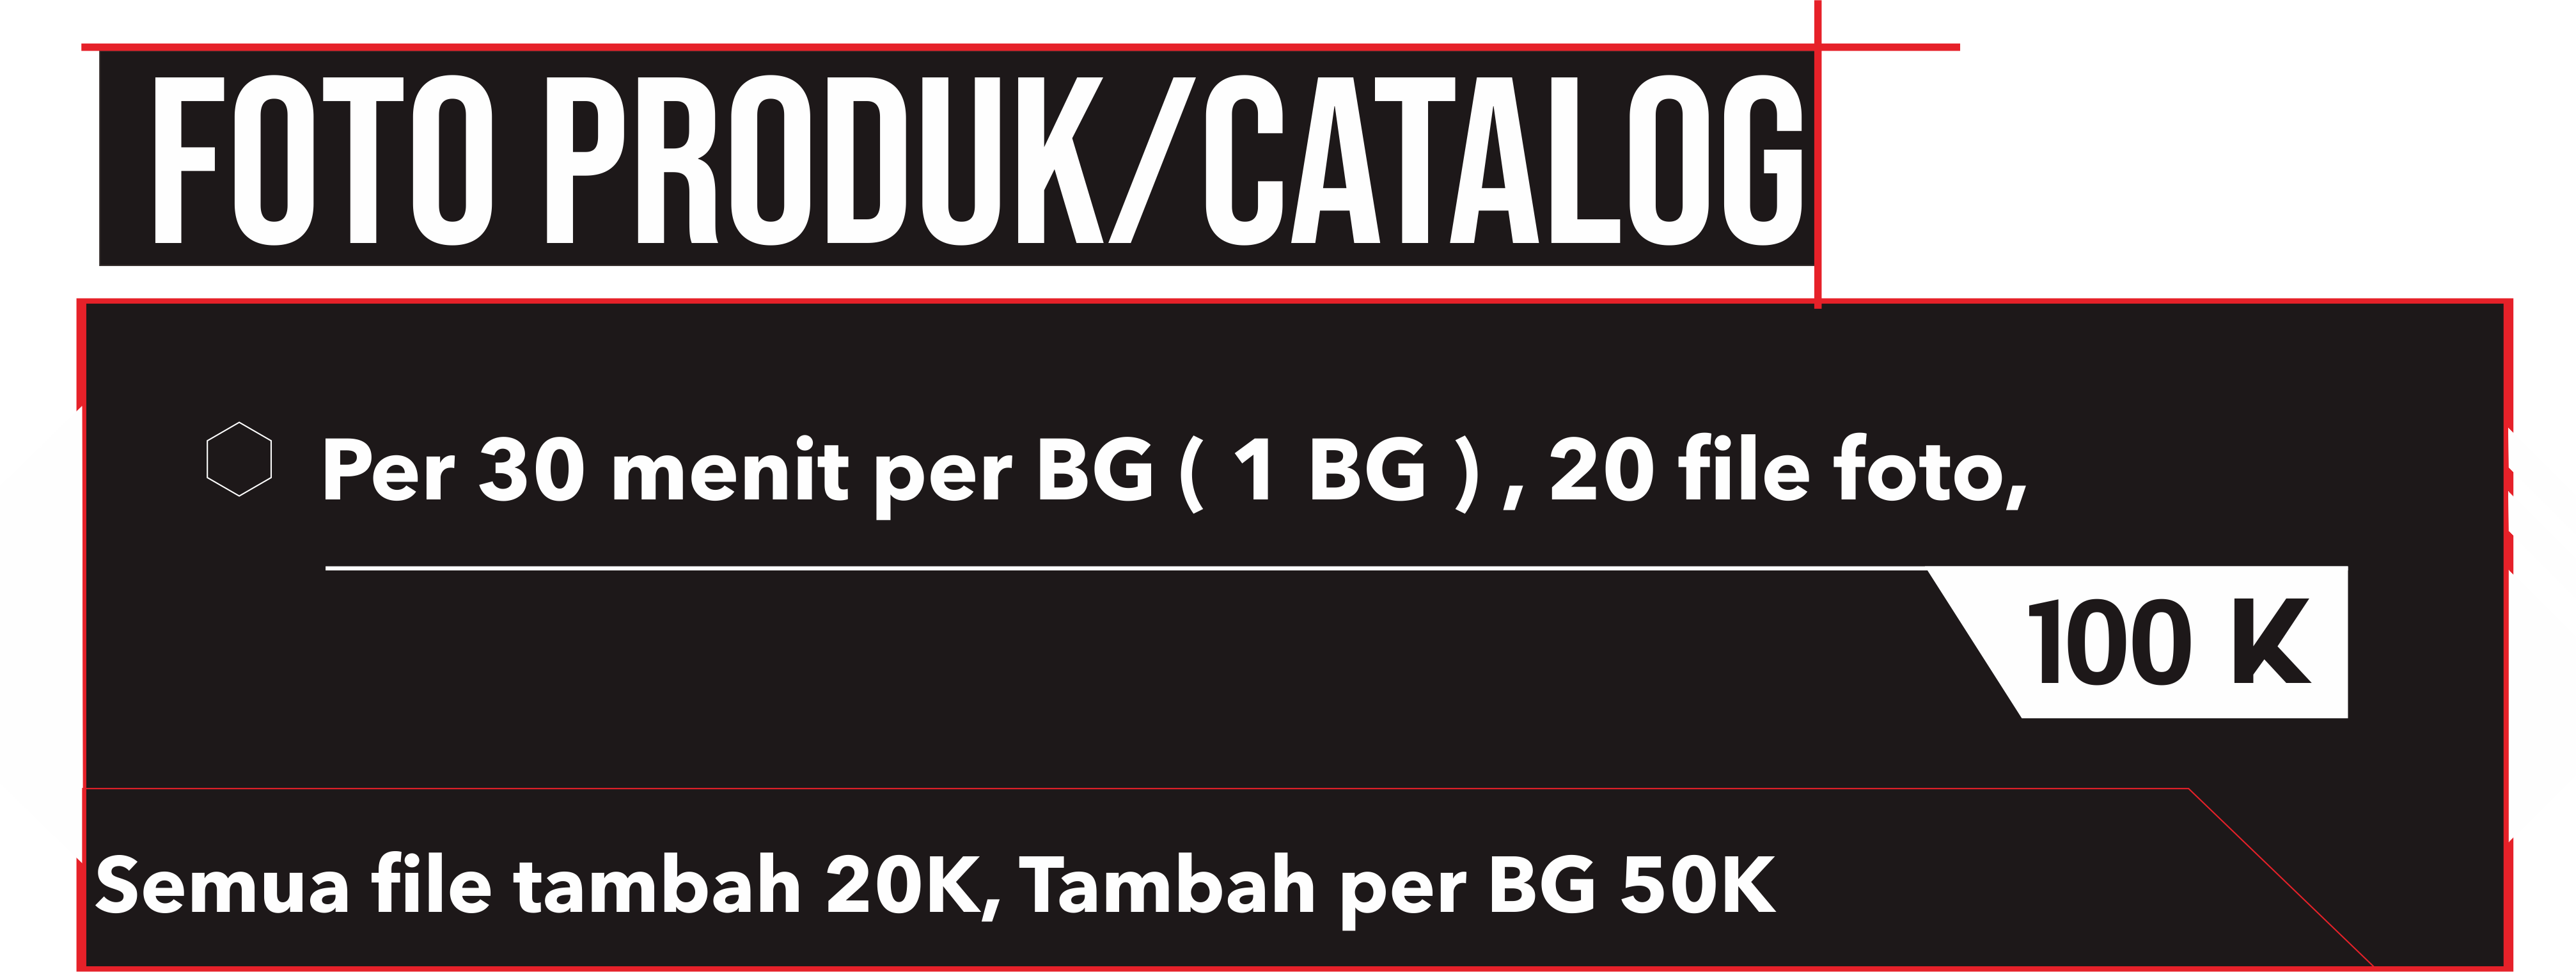 FOTO PRODUK/CATALOG
Per 30 menit per BG ( 1 BG ) , 20 file foto,
100 K
Semua file tambah 20K, Tambah per BG 50K